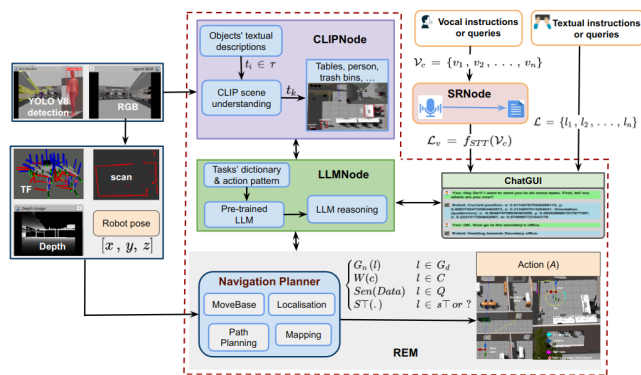 CLIPNode
Objects' textual
descriptions
t_i ∈ τ
CLIP scene
understanding
t_k
Tables, person,
trash bins, ...
YOLO V8
detection
RGB
TF
scan
Depth image
Depth
Robot pose
[x, y, z]
LLMNode
Tasks' dictionary
& action pattern
Pre-trained
LLM
LLM reasoning
Navigation Planner
MoveBase
Localisation
Path
Planning
Mapping
REM
G_n(l) l ∈ G_d
W(c) l ∈ C
Sen(Data) l ∈ Q
S⊤(.) l ∈ s⊤ or ?
Action (A)
Vocal instructions
or queries
V_c = {v_1, v_2, . . . , v_n}
SRNode
L_v = f_STT(V_c)
Textual instructions
or queries
L = {l_1, l_2, . . . , l_n}
ChatGUI